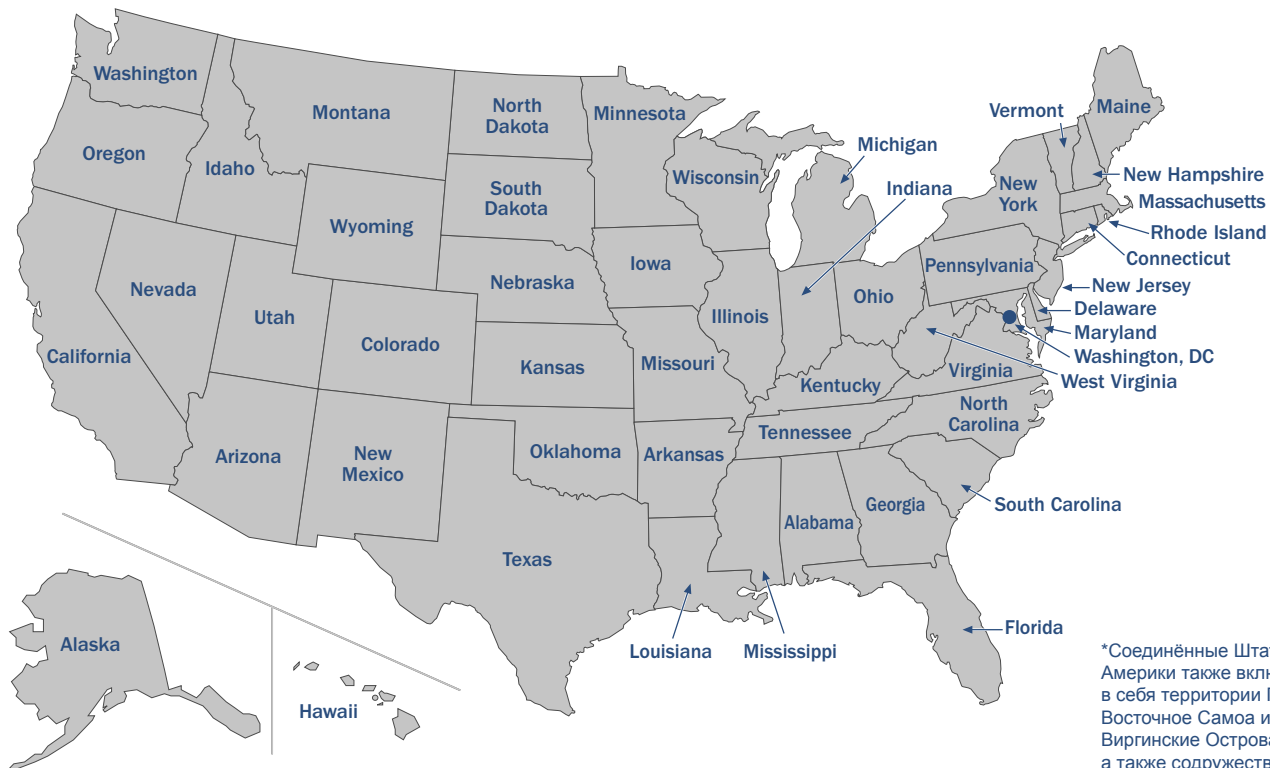 Washington
Oregon
Idaho
Montana
North
Dakota
Minnesota
Wisconsin
Michigan
Indiana
Vermont
Maine
New Hampshire
Massachusetts
Rhode Island
Connecticut
New
York
South
Dakota
Wyoming
Nebraska
Iowa
Illinois
Ohio
Pennsylvania
New Jersey
Delaware
Maryland
Washington, DC
West Virginia
Nevada
Utah
Colorado
California
Kansas
Missouri
Kentucky
Virginia
North
Carolina
Tennessee
Arizona
New
Mexico
Oklahoma
Arkansas
South Carolina
Georgia
Alabama
Texas
Louisiana
Mississippi
Florida
Alaska
Hawaii
*Соединённые
Америки также
в себя территории
Восточное Самоа и
Виргинские Острова
а также